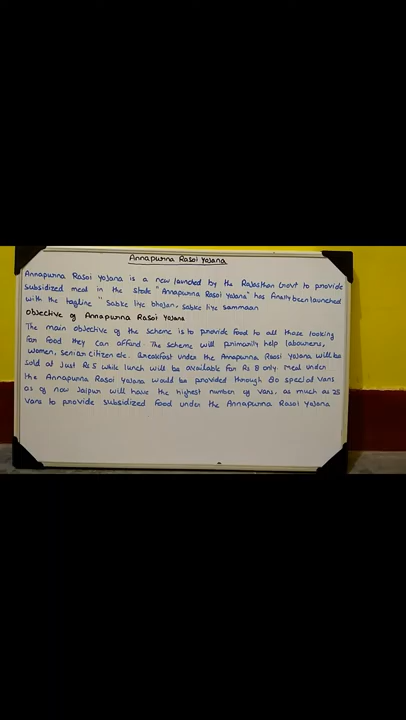 Annapurna Rasoi Yojana
Annapurna Rasoi Yojana is a new launched by the Rajasthan Govt to provide
subsidized meal in the state "Annapurna Rasoi Yojana" has finally been launched
with the tagline "Sabke liye bhojan, sabke liye sammaan
Objective of Annapurna Rasoi Yojana
The main objective of the scheme is to provide food to all those looking
for food they can afford. The scheme will primarily help labourers,
women, senian citizen etc. Breakfast under the Annapurna Rasoi Yojana will be
sold at Just Rs 5 while lunch will be available for Rs 8 only. Meal under
the Annapurna Rasoi Yojana would be provided through 80 special vans
as of now Jaipur will have the highest number of vans, as much as 25
vans to provide subsidized food under the Annapurna Rasoi Yojana